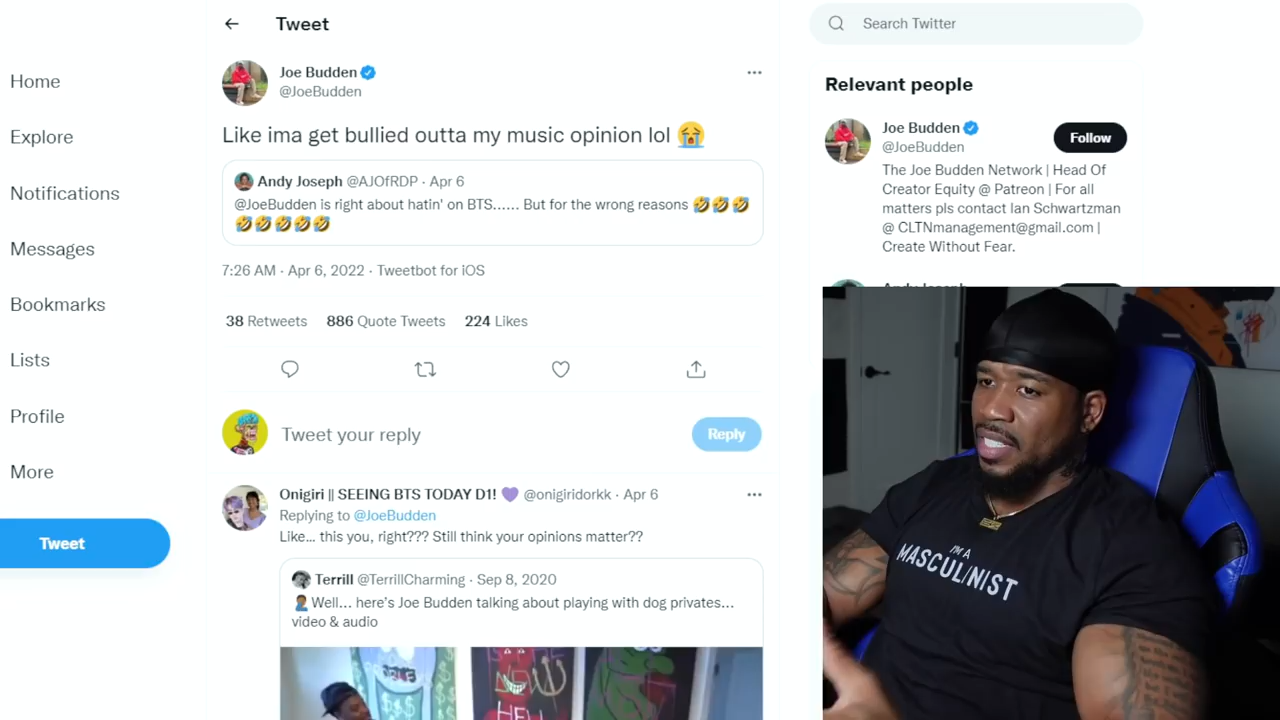 Tweet
Search Twitter
Home
Explore
Notifications
Messages
Bookmarks
Lists
Profile
More
Tweet
Joe Budden
@JoeBudden
Like ima get bullied outta my music opinion lol 😭
Andy Joseph @AJOfRDP · Apr 6
@JoeBudden is right about hatin' on BTS...... But for the wrong reasons 🤣🤣🤣
🤣🤣🤣🤣🤣
7:26 AM · Apr 6, 2022 · Tweetbot for iOS
38 Retweets 886 Quote Tweets 224 Likes
Tweet your reply
Reply
Onigiri || SEEING BTS TODAY D1! 💜 @onigiridorkk · Apr 6
Replying to @JoeBudden
Like... this you, right??? Still think your opinions matter??
Terrill @TerrillCharming · Sep 8, 2020
🤦🏾‍♂️Well... here's Joe Budden talking about playing with dog privates...
video & audio
Relevant people
Joe Budden
@JoeBudden
Follow
The Joe Budden Network | Head Of
Creator Equity @ Patreon | For all
matters pls contact Ian Schwartzman
@ CLTNmanagement@gmail.com |
Create Without Fear.
Andy Joseph
I'M A
MASCULINIST